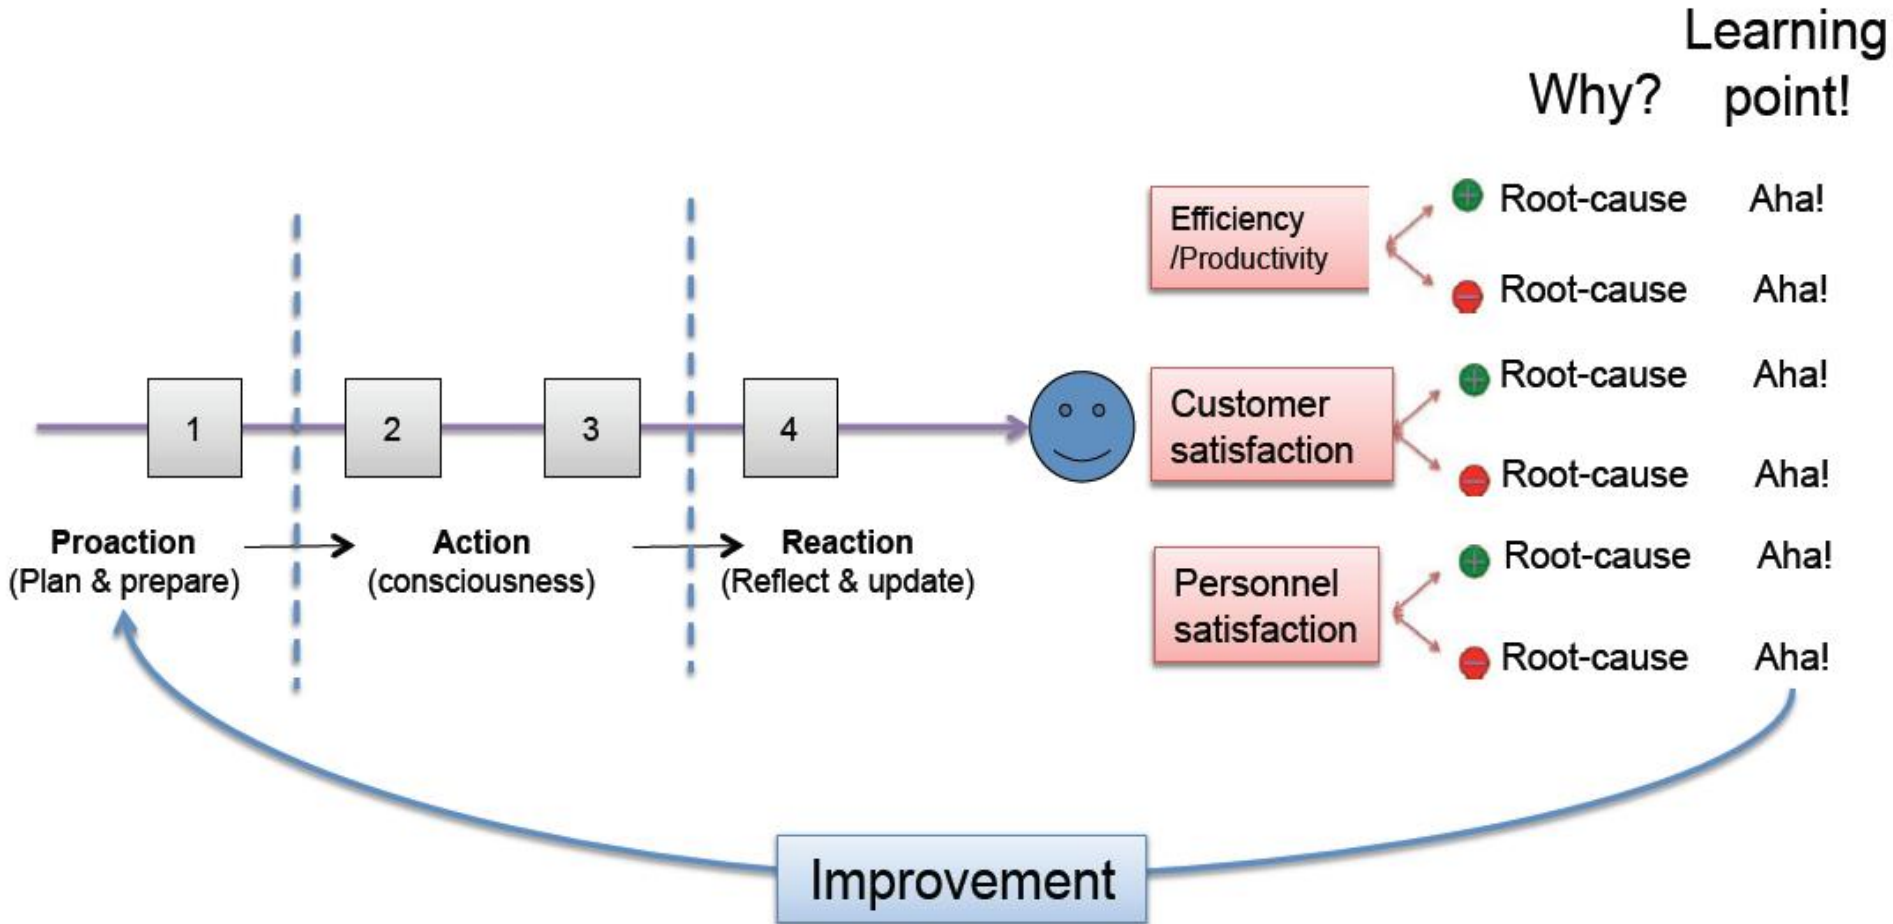 Learning
Why? point!
Efficiency
/Productivity
Root-cause Aha!
Root-cause Aha!
1 2 3 4
Customer
satisfaction
Root-cause Aha!
Root-cause Aha!
Proaction Action Reaction
(Plan & prepare) (consciousness) (Reflect & update)
Personnel
satisfaction
Root-cause Aha!
Root-cause Aha!
Improvement